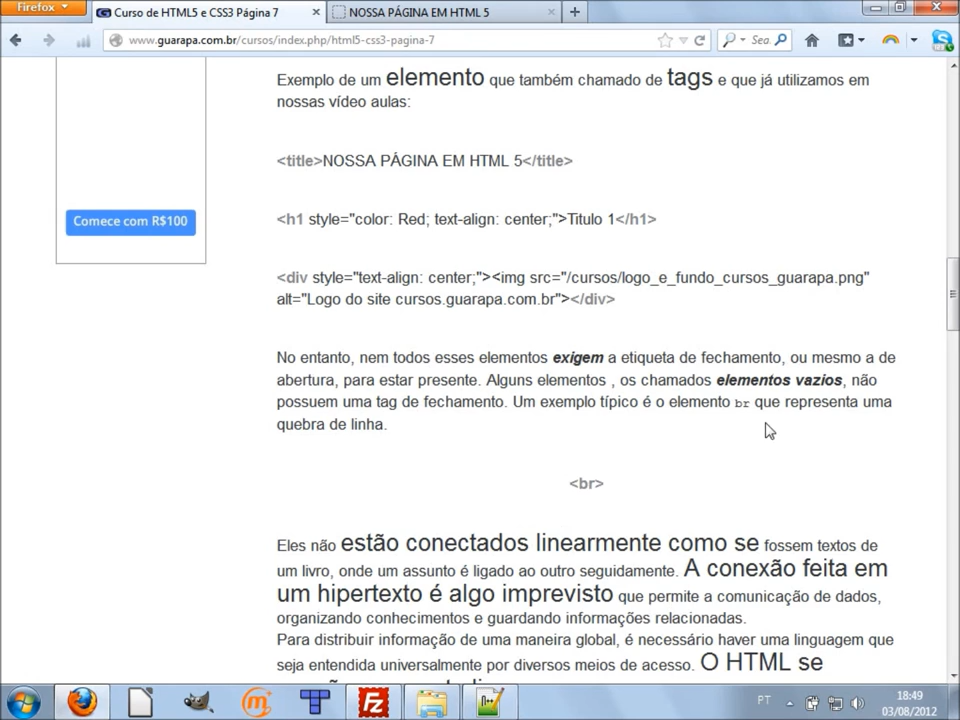 Firefox
Curso de HTML5 e CSS3 Página 7
NOSSA PÁGINA EM HTML 5
www.guarapa.com.br/cursos/index.php/html5-css3-pagina-7
Sea
Exemplo de um elemento que também chamado de tags e que já utilizamos em
nossas vídeo aulas:
<title>NOSSA PÁGINA EM HTML 5</title>
Comece com R$100
<h1 style="color: Red; text-align: center;">Titulo 1</h1>
<div style="text-align: center;"><img src="/cursos/logo_e_fundo_cursos_guarapa.png"
alt="Logo do site cursos.guarapa.com.br"></div>
No entanto, nem todos esses elementos exigem a etiqueta de fechamento, ou mesmo a de
abertura, para estar presente. Alguns elementos , os chamados elementos vazios, não
possuem uma tag de fechamento. Um exemplo típico é o elemento br que representa uma
quebra de linha.
<br>
Eles não estão conectados linearmente como se fossem textos de
um livro, onde um assunto é ligado ao outro seguidamente. A conexão feita em
um hipertexto é algo imprevisto que permite a comunicação de dados,
organizando conhecimentos e guardando informações relacionadas.
Para distribuir informação de uma maneira global, é necessário haver uma linguagem que
seja entendida universalmente por diversos meios de acesso. O HTML se
PT
18:49
03/08/2012